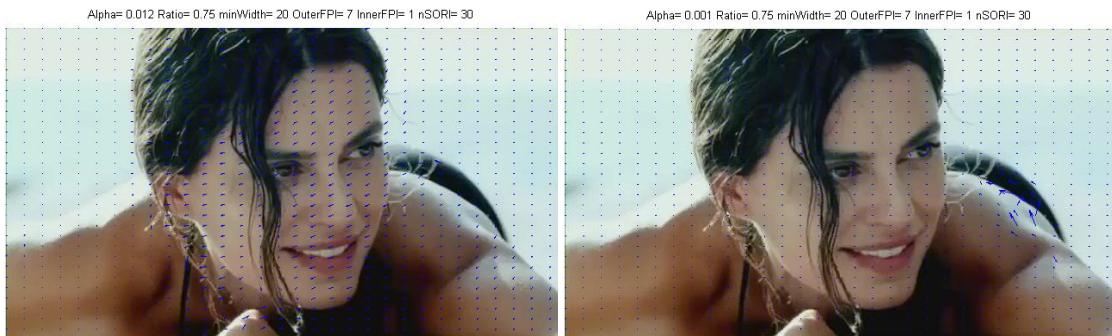 Alpha= 0.012 Ratio= 0.75 minWidth= 20 OuterFPI= 7 InnerFPI= 1 nSORI= 30
Alpha= 0.001 Ratio= 0.75 minWidth= 20 OuterFPI= 7 InnerFPI= 1 nSORI= 30